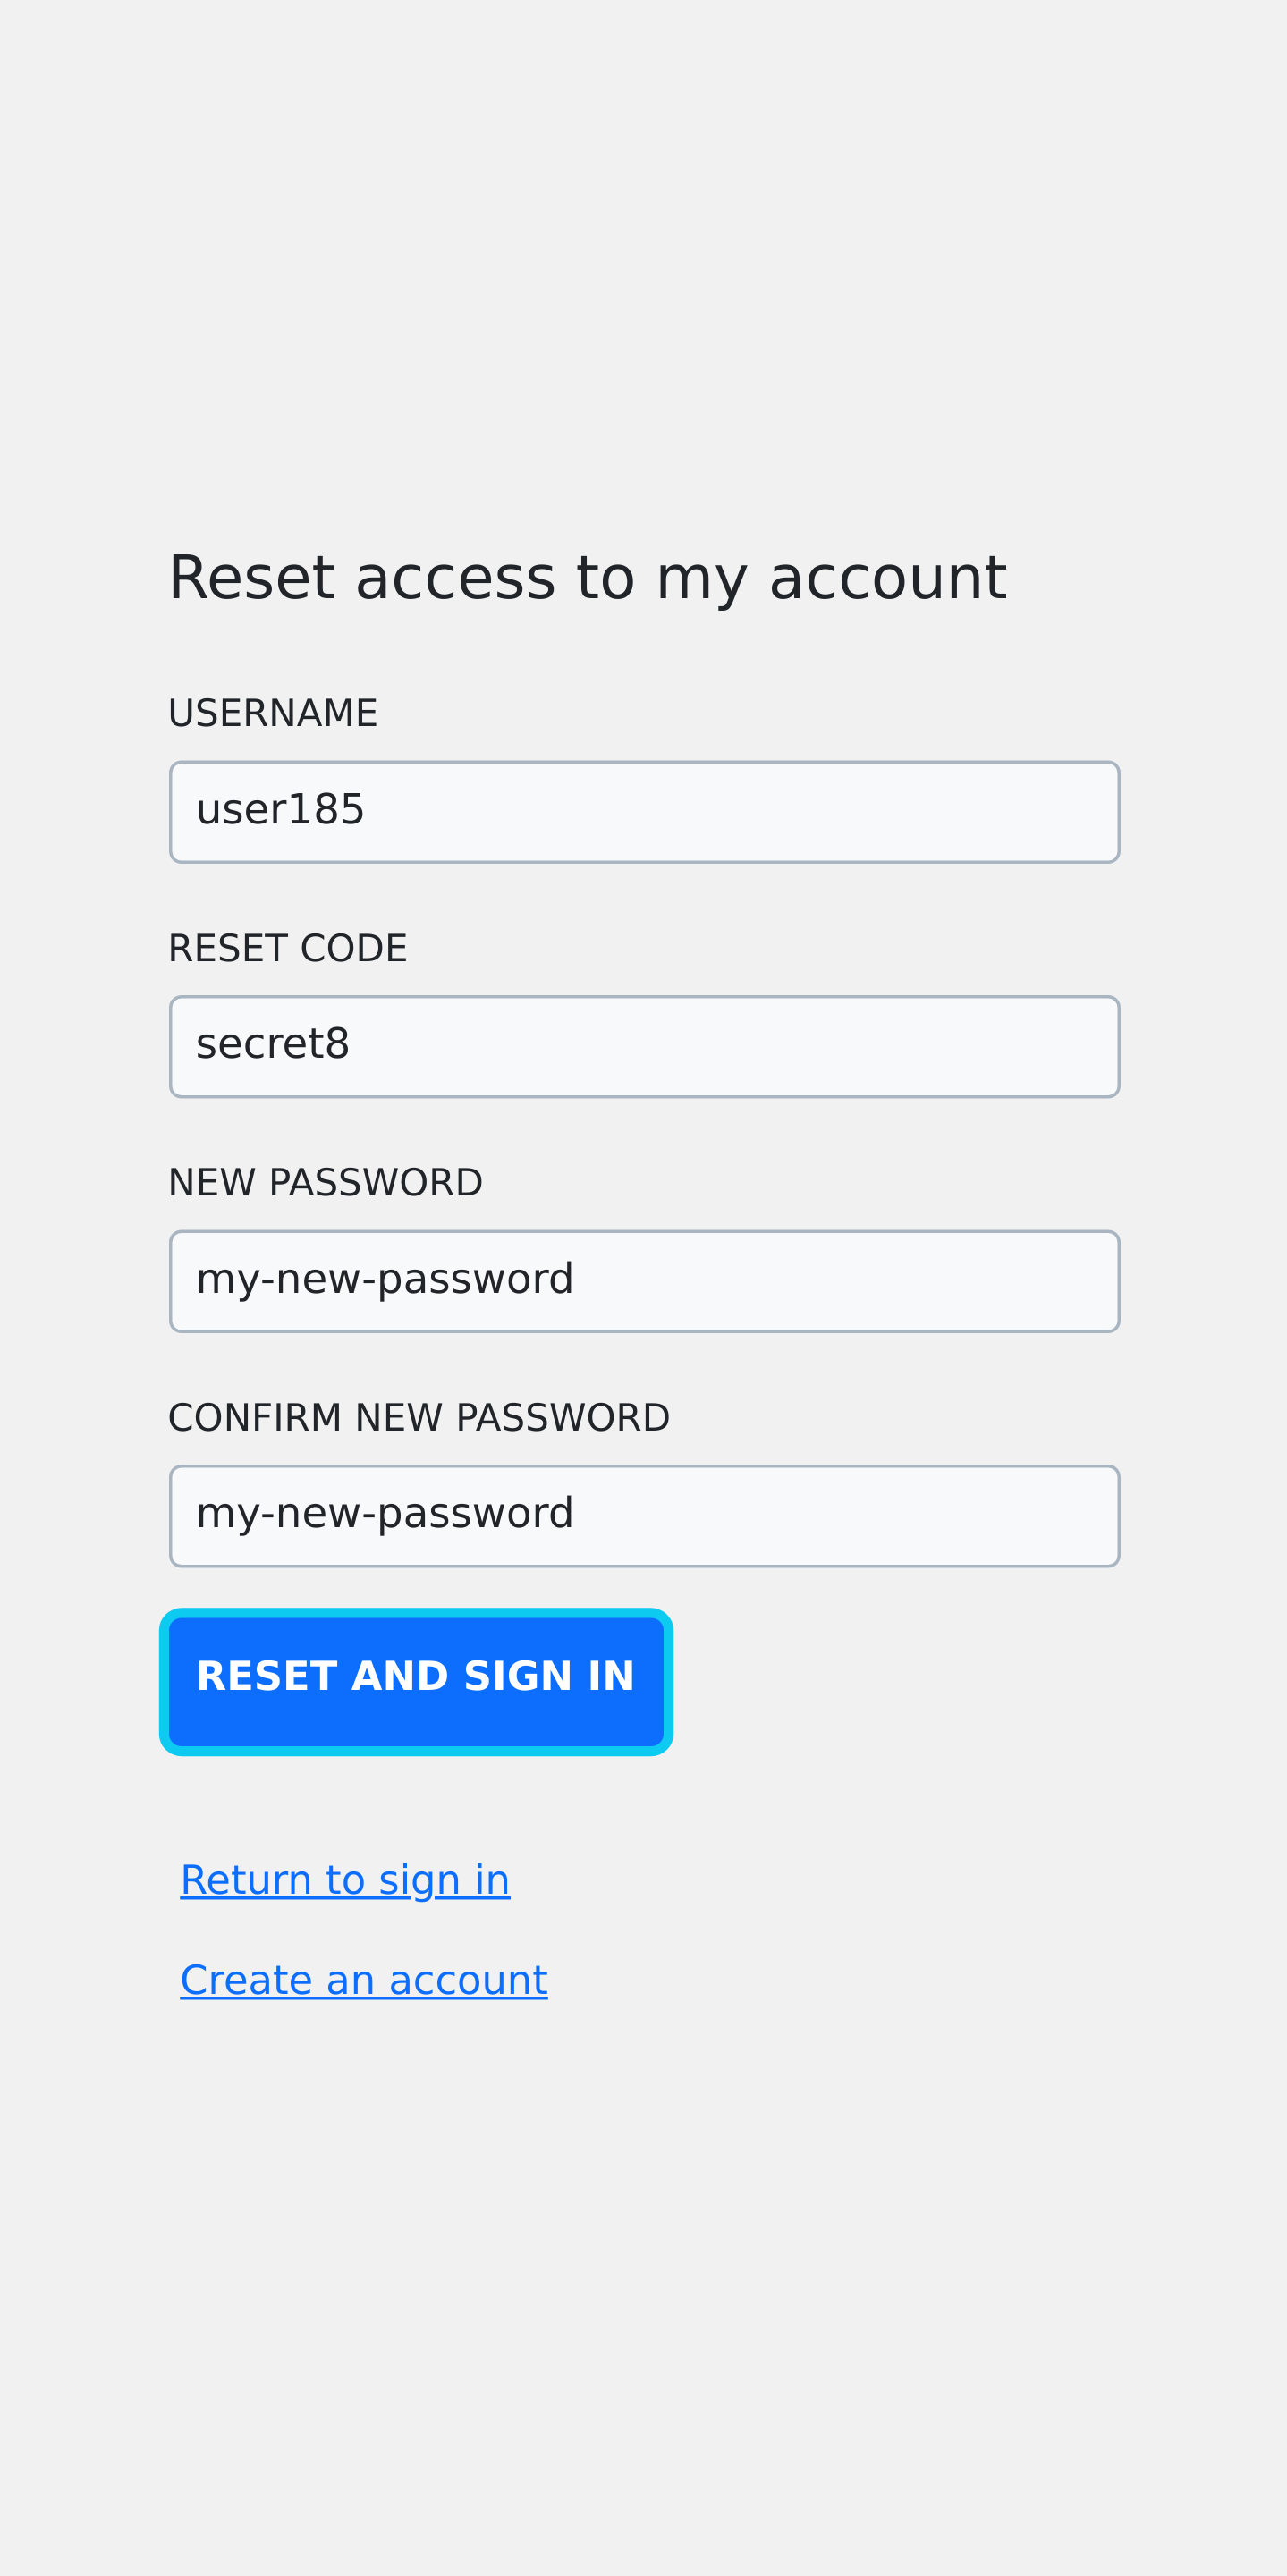 Reset access to my account
USERNAME
user185
RESET CODE
secret8
NEW PASSWORD
my-new-password
CONFIRM NEW PASSWORD
my-new-password
RESET AND SIGN IN
Return to sign in
Create an account